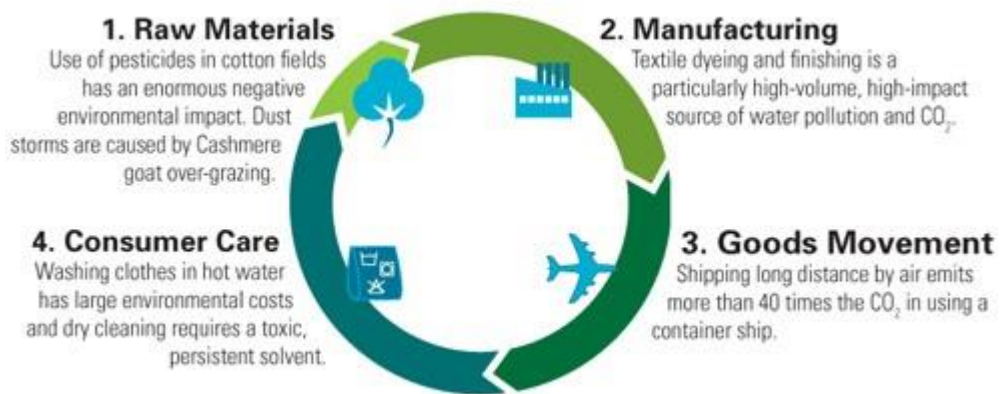 1. Raw Materials
Use of pesticides in cotton fields
has an enormous negative
environmental impact. Dust
storms are caused by Cashmere
goat over-grazing.
2. Manufacturing
Textile dyeing and finishing is a
particularly high-volume, high-impact
source of water pollution and CO₂.
3. Goods Movement
Shipping long distance by air emits
more than 40 times the CO₂ in using a
container ship.
4. Consumer Care
Washing clothes in hot water
has large environmental costs
and dry cleaning requires a toxic,
persistent solvent.